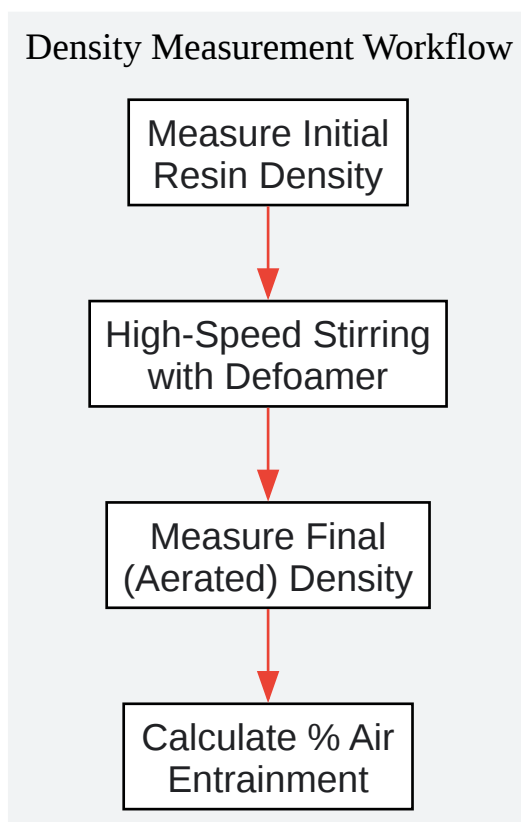 Density Measurement Workflow
Measure Initial
Resin Density
High-Speed Stirring
with Defoamer
Measure Final
(Aerated) Density
Calculate % Air
Entrainment